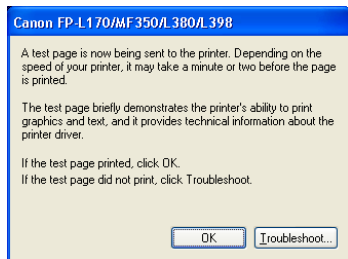 Canon FP-L170/MF350/L380/L398
A test page is now being sent to the printer. Depending on the
speed of your printer, it may take a minute or two before the page
is printed.
The test page briefly demonstrates the printer's ability to print
graphics and text, and it provides technical information about the
printer driver.
If the test page printed, click OK.
If the test page did not print, click Troubleshoot.
OK
Troubleshoot...